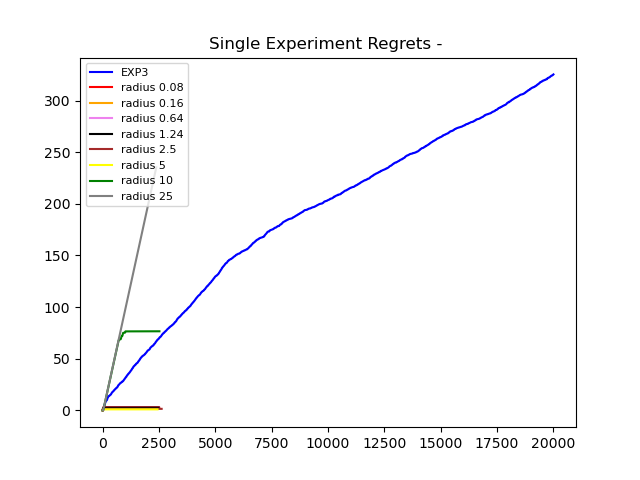 Single Experiment Regrets -
EXP3
radius 0.08
radius 0.16
radius 0.64
radius 1.24
radius 2.5
radius 5
radius 10
radius 25
300
250
200
150
100
50
0
0 2500 5000 7500 10000 12500 15000 17500 20000